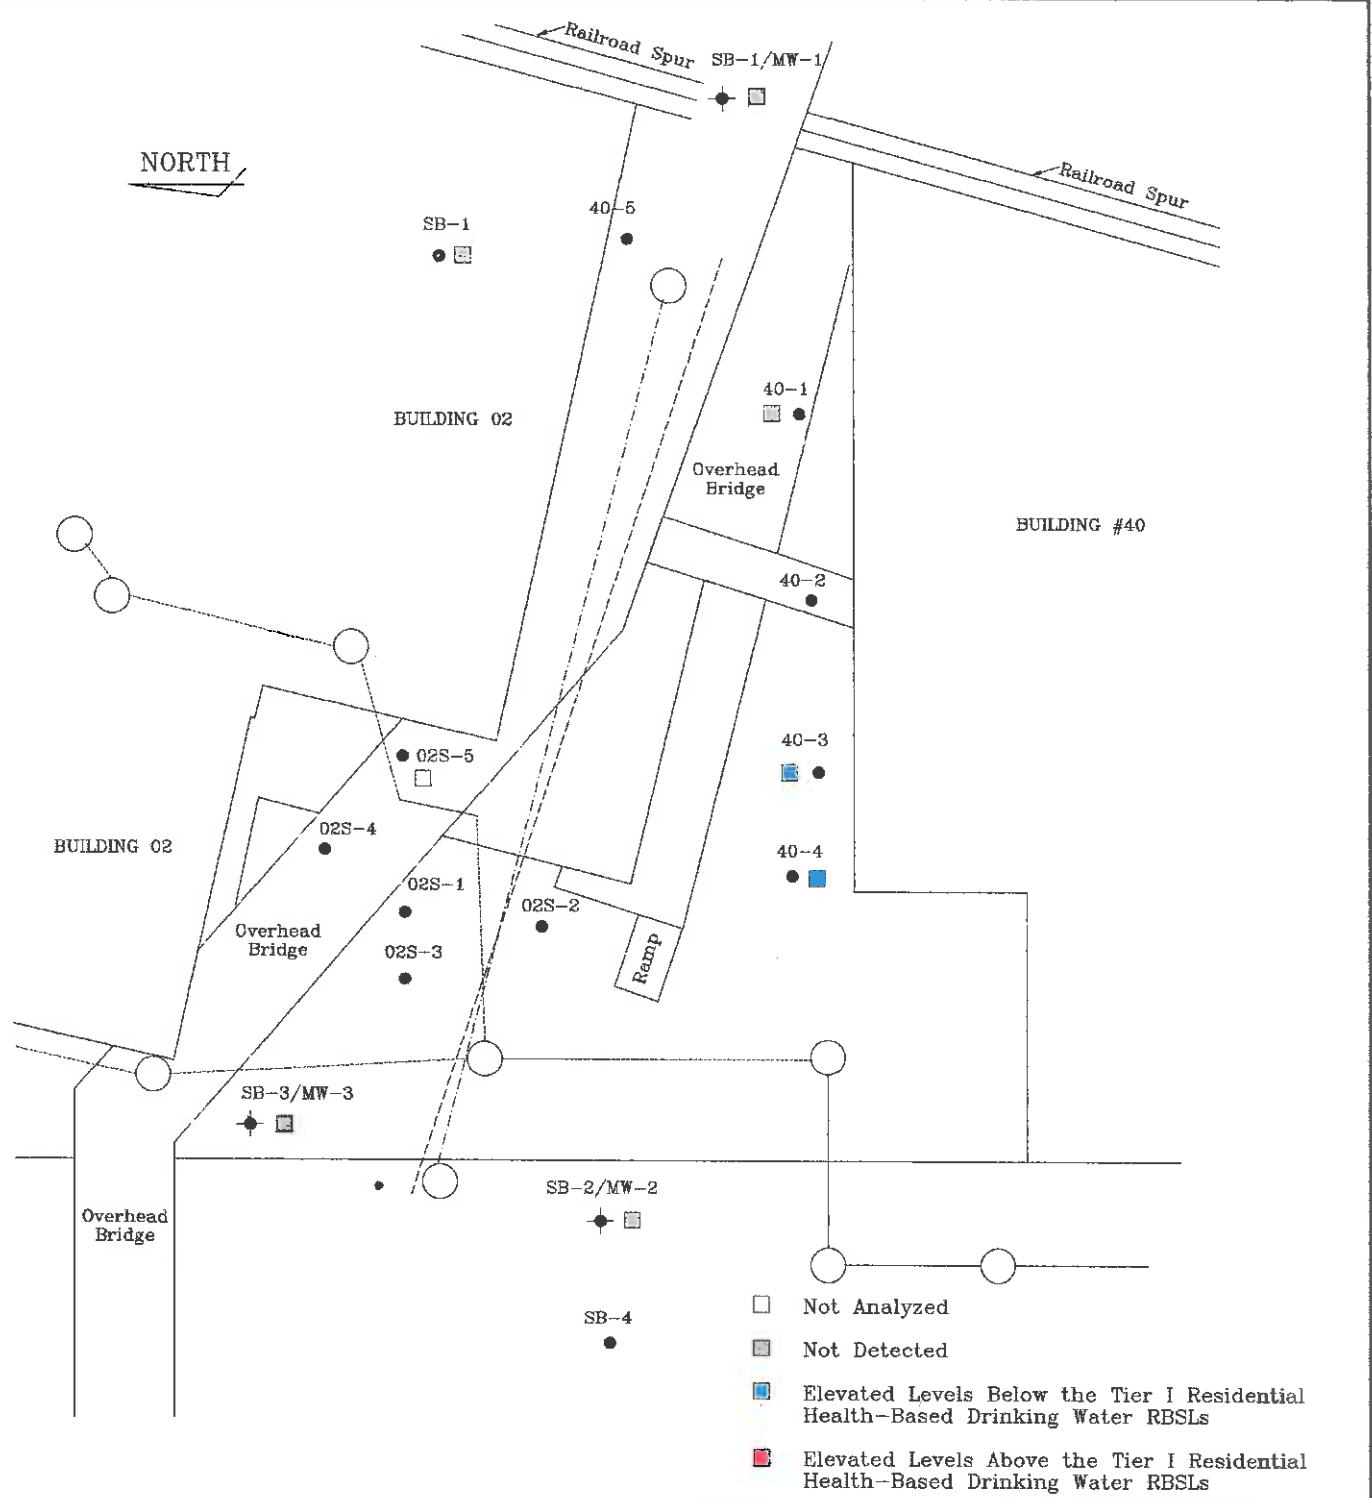 Railroad Spur
SB-1/MW-1
NORTH
Railroad Spur
40-5
SB-1
40-1
BUILDING 02
Overhead
Bridge
BUILDING #40
40-2
40-3
02S-5
02S-4
BUILDING 02
40-4
02S-1
02S-2
Overhead
Bridge
02S-3
Ramp
SB-3/MW-3
SB-2/MW-2
Overhead
Bridge
SB-4
Not Analyzed
Not Detected
Elevated Levels Below the Tier I Residential
Health-Based Drinking Water RBSLs
Elevated Levels Above the Tier I Residential
Health-Based Drinking Water RBSLs